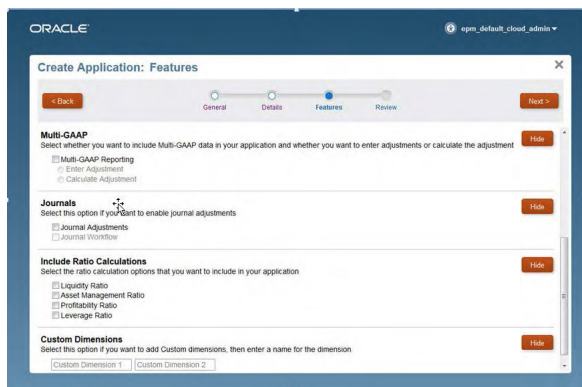 ORACLE
epm_default_cloud_admin
Create Application: Features
< Back
General
Details
Features
Review
Next >
Multi-GAAP
Hide
Select whether you want to include Multi-GAAP data in your application and whether you want to enter adjustments or calculate the adjustment
Multi-GAAP Reporting
Enter Adjustment
Calculate Adjustment
Journals
Hide
Select this option if you want to enable journal adjustments
Journal Adjustments
Journal Workflow
Include Ratio Calculations
Hide
Select the ratio calculation options that you want to include in your application
Liquidity Ratio
Asset Management Ratio
Profitability Ratio
Leverage Ratio
Custom Dimensions
Hide
Select this option if you want to add Custom dimensions, then enter a name for the dimension
Custom Dimension 1
Custom Dimension 2